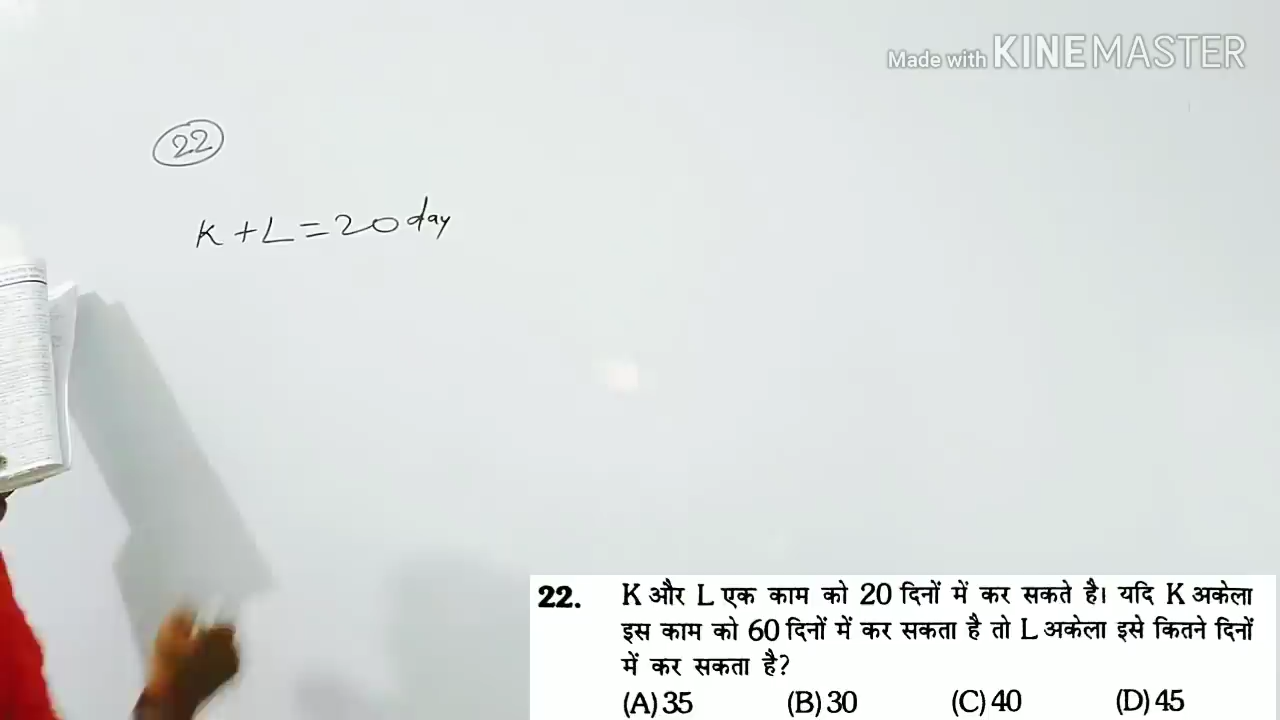 Made with KINEMASTER
22
K + L = 20 day
22. K और L एक काम को 20 दिनों में कर सकते है। यदि K अकेला
इस काम को 60 दिनों में कर सकता है तो L अकेला इसे कितने दिनों
में कर सकता है?
(A) 35 (B) 30 (C) 40 (D) 45